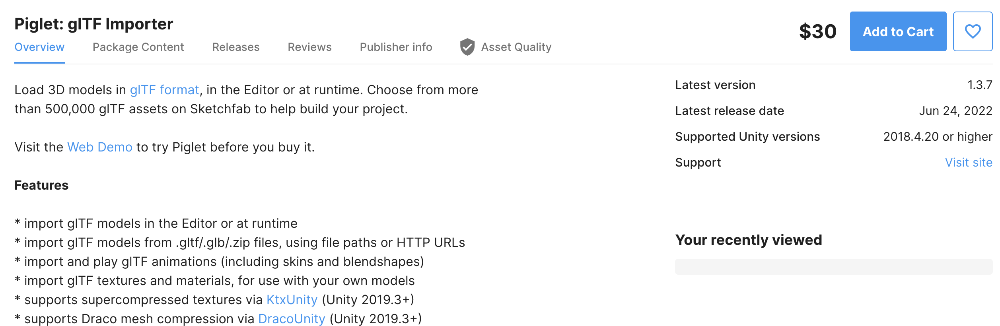 Piglet: glTF Importer
$30
Add to Cart
Overview
Package Content
Releases
Reviews
Publisher info
Asset Quality
Load 3D models in glTF format, in the Editor or at runtime. Choose from more
than 500,000 glTF assets on Sketchfab to help build your project.
Visit the Web Demo to try Piglet before you buy it.
Features
* import glTF models in the Editor or at runtime
* import glTF models from .gltf/.glb/.zip files, using file paths or HTTP URLs
* import and play glTF animations (including skins and blendshapes)
* import glTF textures and materials, for use with your own models
* supports supercompressed textures via KtxUnity (Unity 2019.3+)
* supports Draco mesh compression via DracoUnity (Unity 2019.3+)
Latest version 1.3.7
Latest release date Jun 24, 2022
Supported Unity versions 2018.4.20 or higher
Support Visit site
Your recently viewed